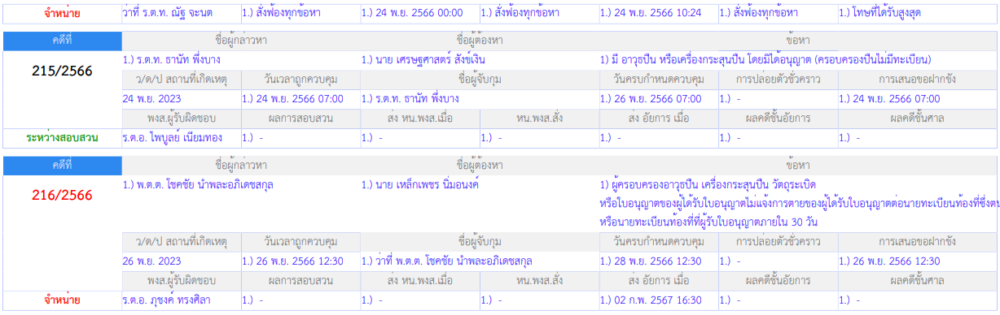 จำหน่าย ว่าที่ ร.ต.ท. ณัฐ จะนต 1.) สั่งฟ้องทุกข้อหา 1.) 24 พ.ย. 2566 00:00 1.) สั่งฟ้องทุกข้อหา 1.) 24 พ.ย. 2566 10:24 1.) สั่งฟ้องทุกข้อหา 1.) โทษที่ได้รับสูงสุด
คดีที่ ชื่อผู้กล่าวหา ชื่อผู้ต้องหา ข้อหา
215/2566 1.) ร.ต.ท. ธานัท พึ่งบาง 1.) นาย เศรษฐศาสตร์ สังข์เงิน 1) มี อาวุธปืน หรือเครื่องกระสุนปืน โดยมิได้อนุญาต (ครอบครองปืนไม่มีทะเบียน)
ว/ด/ป สถานที่เกิดเหตุ วันเวลาถูกควบคุม ชื่อผู้จับกุม วันครบกำหนดควบคุม การปล่อยตัวชั่วคราว การเสนอขอฝากขัง
24 พ.ย. 2023 1.) 24 พ.ย. 2566 07:00 1.) ร.ต.ท. ธานัท พึ่งบาง 1.) 26 พ.ย. 2566 07:00 1.) - 1.) 24 พ.ย. 2566 07:00
พงส.ผู้รับผิดชอบ ผลการสอบสวน ส่ง หน.พงส.เมื่อ หน.พงส.สั่ง ส่ง อัยการ เมื่อ ผลคดีชั้นอัยการ ผลคดีชั้นศาล
ระหว่างสอบสวน ร.ต.อ. ไพบูลย์ เนียมทอง 1.) - 1.) - 1.) - 1.) - 1.) - 1.) -
คดีที่ ชื่อผู้กล่าวหา ชื่อผู้ต้องหา ข้อหา
216/2566 1.) พ.ต.ต. โชคชัย นำพละอภิเดชสกุล 1.) นาย เหล็กเพชร นิ่มอนงค์ 1) ผู้ครอบครองอาวุธปืน เครื่องกระสุนปืน วัตถุระเบิด
หรือใบอนุญาตของผู้ได้รับใบอนุญาตไม่แจ้งการตายของผู้ได้รับใบอนุญาตต่อนายทะเบียนท้องที่ซึ่งตน
หรือนายทะเบียนท้องที่ที่ผู้รับใบอนุญาตภายใน 30 วัน
ว/ด/ป สถานที่เกิดเหตุ วันเวลาถูกควบคุม ชื่อผู้จับกุม วันครบกำหนดควบคุม การปล่อยตัวชั่วคราว การเสนอขอฝากขัง
26 พ.ย. 2023 1.) 26 พ.ย. 2566 12:30 1.) ว่าที่ พ.ต.ต. โชคชัย นำพละอภิเดชสกุล 1.) 28 พ.ย. 2566 12:30 1.) - 1.) 26 พ.ย. 2566 12:30
พงส.ผู้รับผิดชอบ ผลการสอบสวน ส่ง หน.พงส.เมื่อ หน.พงส.สั่ง ส่ง อัยการ เมื่อ ผลคดีชั้นอัยการ ผลคดีชั้นศาล
จำหน่าย ร.ต.อ. ภุชงค์ ทรงศิลา 1.) - 1.) - 1.) - 1.) 02 ก.พ. 2567 16:30 1.) - 1.) -